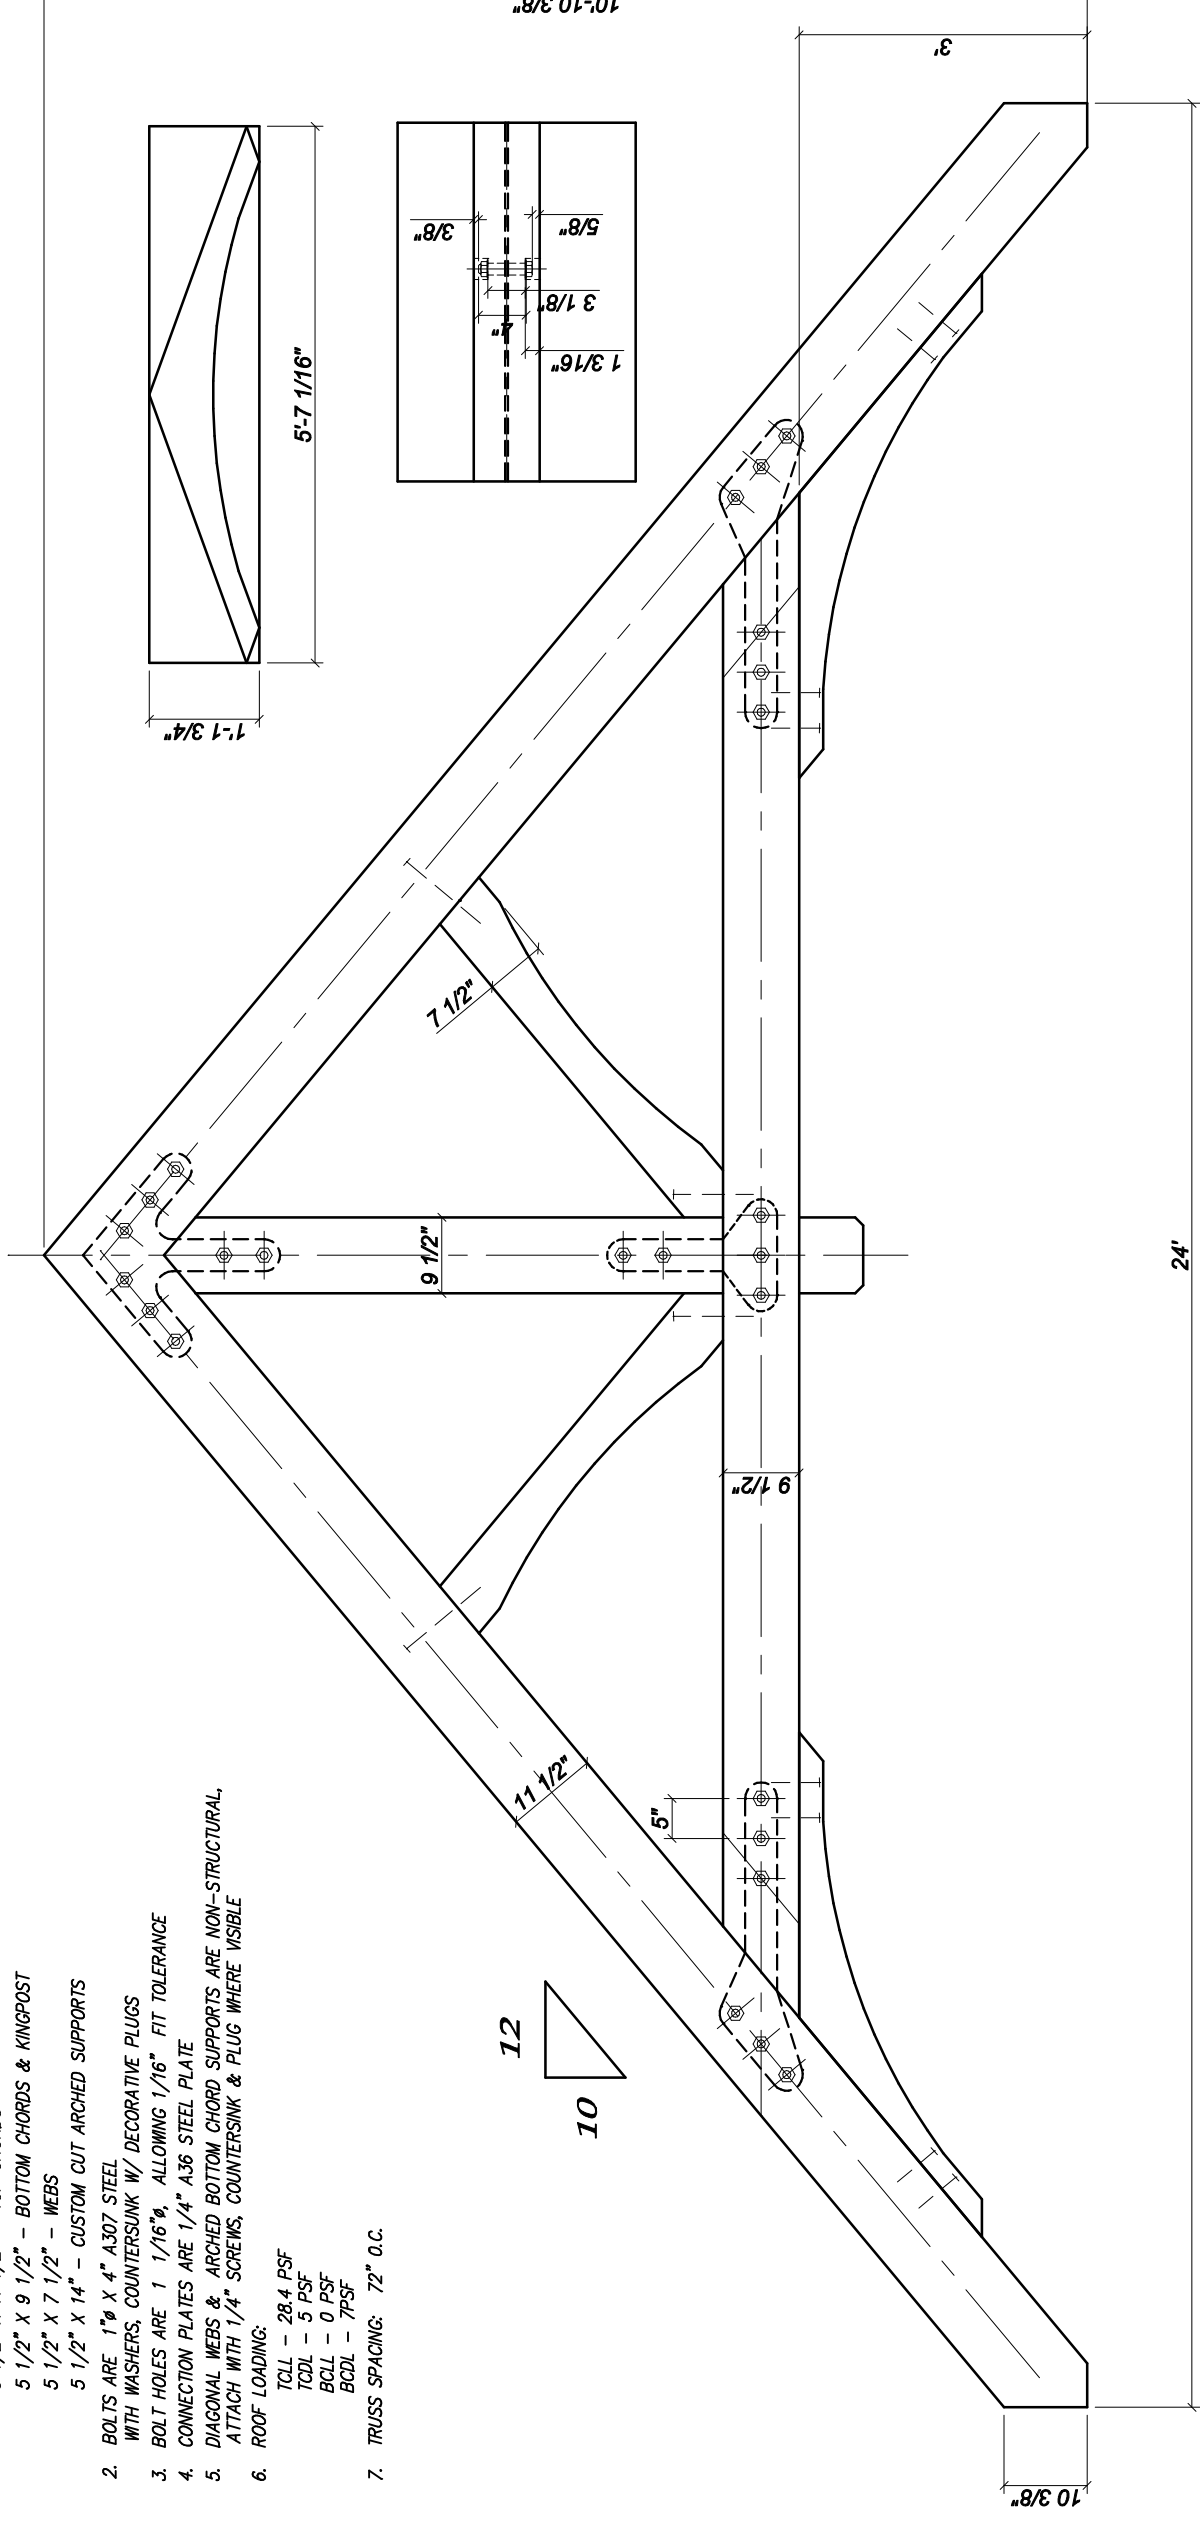 5 1/2" X 9 1/2" - BOTTOM CHORDS & KINGPOST
5 1/2" X 7 1/2" - WEBS
5 1/2" X 14" - CUSTOM CUT ARCHED SUPPORTS
2. BOLTS ARE 1"ø X 4" A307 STEEL
WITH WASHERS, COUNTERSUNK W/ DECORATIVE PLUGS
3. BOLT HOLES ARE 1 1/16"ø, ALLOWING 1/16" FIT TOLERANCE
4. CONNECTION PLATES ARE 1/4" A36 STEEL PLATE
5. DIAGONAL WEBS & ARCHED BOTTOM CHORD SUPPORTS ARE NON-STRUCTURAL,
ATTACH WITH 1/4" SCREWS, COUNTERSINK & PLUG WHERE VISIBLE
6. ROOF LOADING:
TCLL - 28.4 PSF
TCDL - 5 PSF
BCLL - 0 PSF
BCDL - 7PSF
7. TRUSS SPACING: 72" O.C.
12
10
11 1/2"
5"
9 1/2"
9 1/2"
7 1/2"
1'-1 3/4"
5'-7 1/16"
3/8"
5/8"
4"
3 1/8"
1 3/16"
10'-10 3/8"
3'
24'
10 3/8"